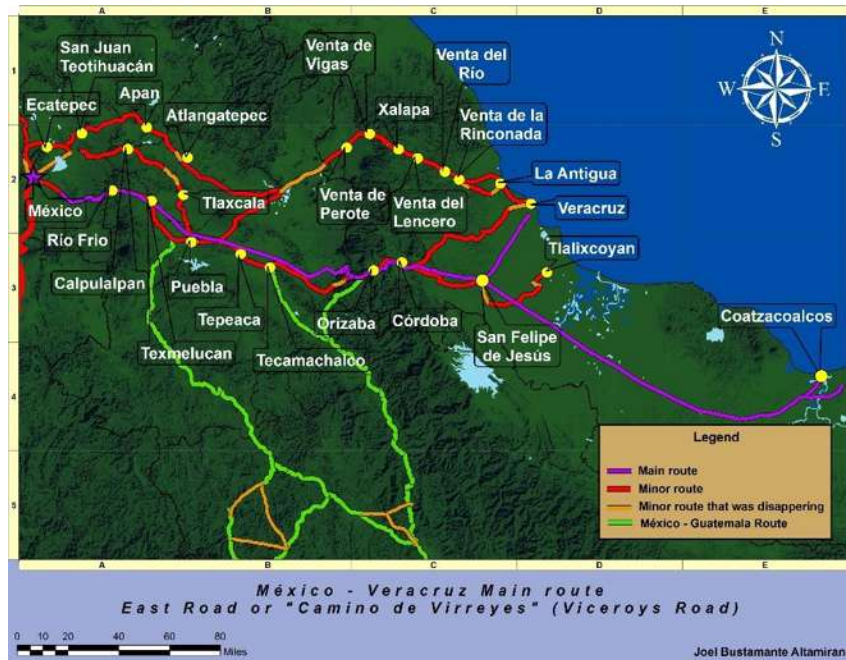 A B C D E
1
2
3
4
5
San Juan
Teotihuacán
Ecatepec
Apan
Atlangatepec
Venta de
Vigas
Xalapa
Venta del
Río
Venta de la
Rinconada
La Antigua
Veracruz
Tlalixcoyan
México
Río Frio
Calpulalpan
Puebla
Tlaxcala
Venta de
Perote
Venta del
Lencero
Texmelucan
Tepeaca
Tecamachalco
Orizaba
Córdoba
San Felipe
de Jesús
Coatzacoalcos
N
W E
S
Legend
Main route
Minor route
Minor route that was disappering
México - Guatemala Route
A B C D E
México - Veracruz Main route
East Road or "Camino de Virreyes" (Viceroys Road)
0 5 10 20 40 60 80
Miles
Joel Bustamante Altamiran